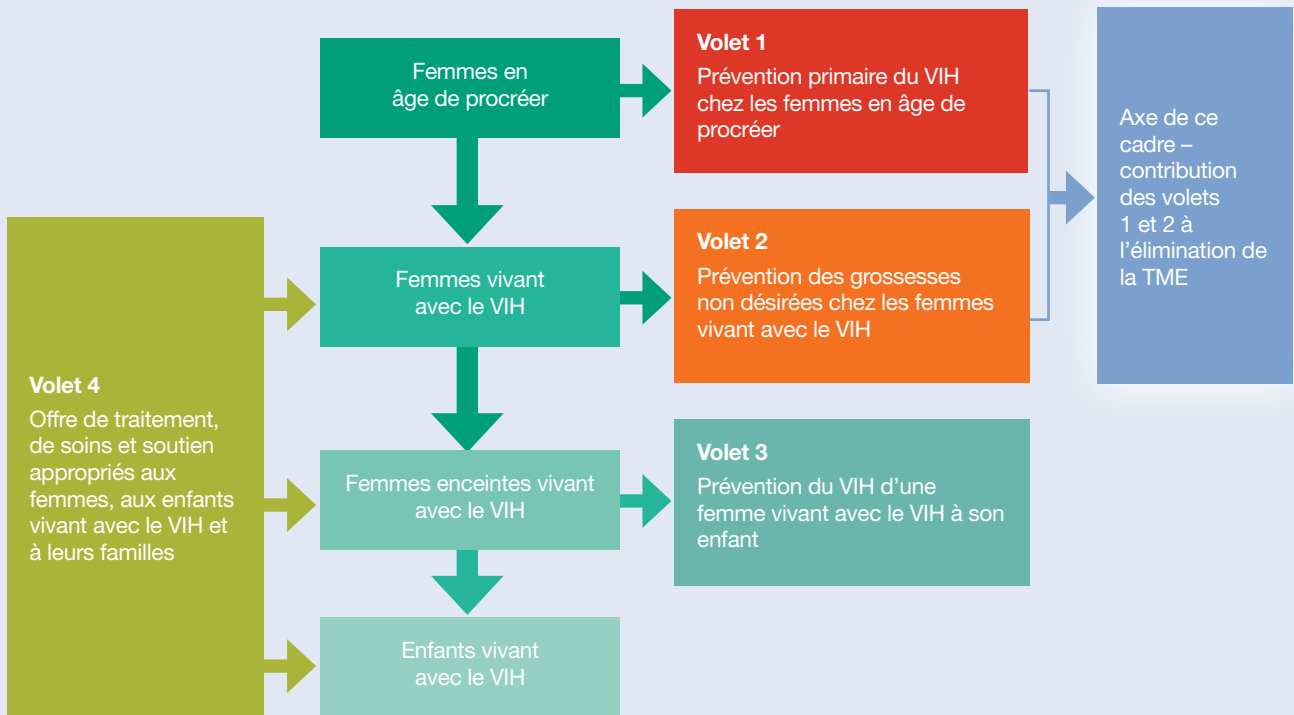 Femmes en
âge de procréer
Volet 1
Prévention primaire du VIH
chez les femmes en âge de
procréer
Axe de ce
cadre –
contribution
des volets
1 et 2 à
l’élimination de
la TME
Femmes vivant
avec le VIH
Volet 2
Prévention des grossesses
non désirées chez les femmes
vivant avec le VIH
Volet 4
Offre de traitement,
de soins et soutien
appropriés aux
femmes, aux enfants
vivant avec le VIH et
à leurs familles
Femmes enceintes vivant
avec le VIH
Volet 3
Prévention du VIH d’une
femme vivant avec le VIH à son
enfant
Enfants vivant
avec le VIH